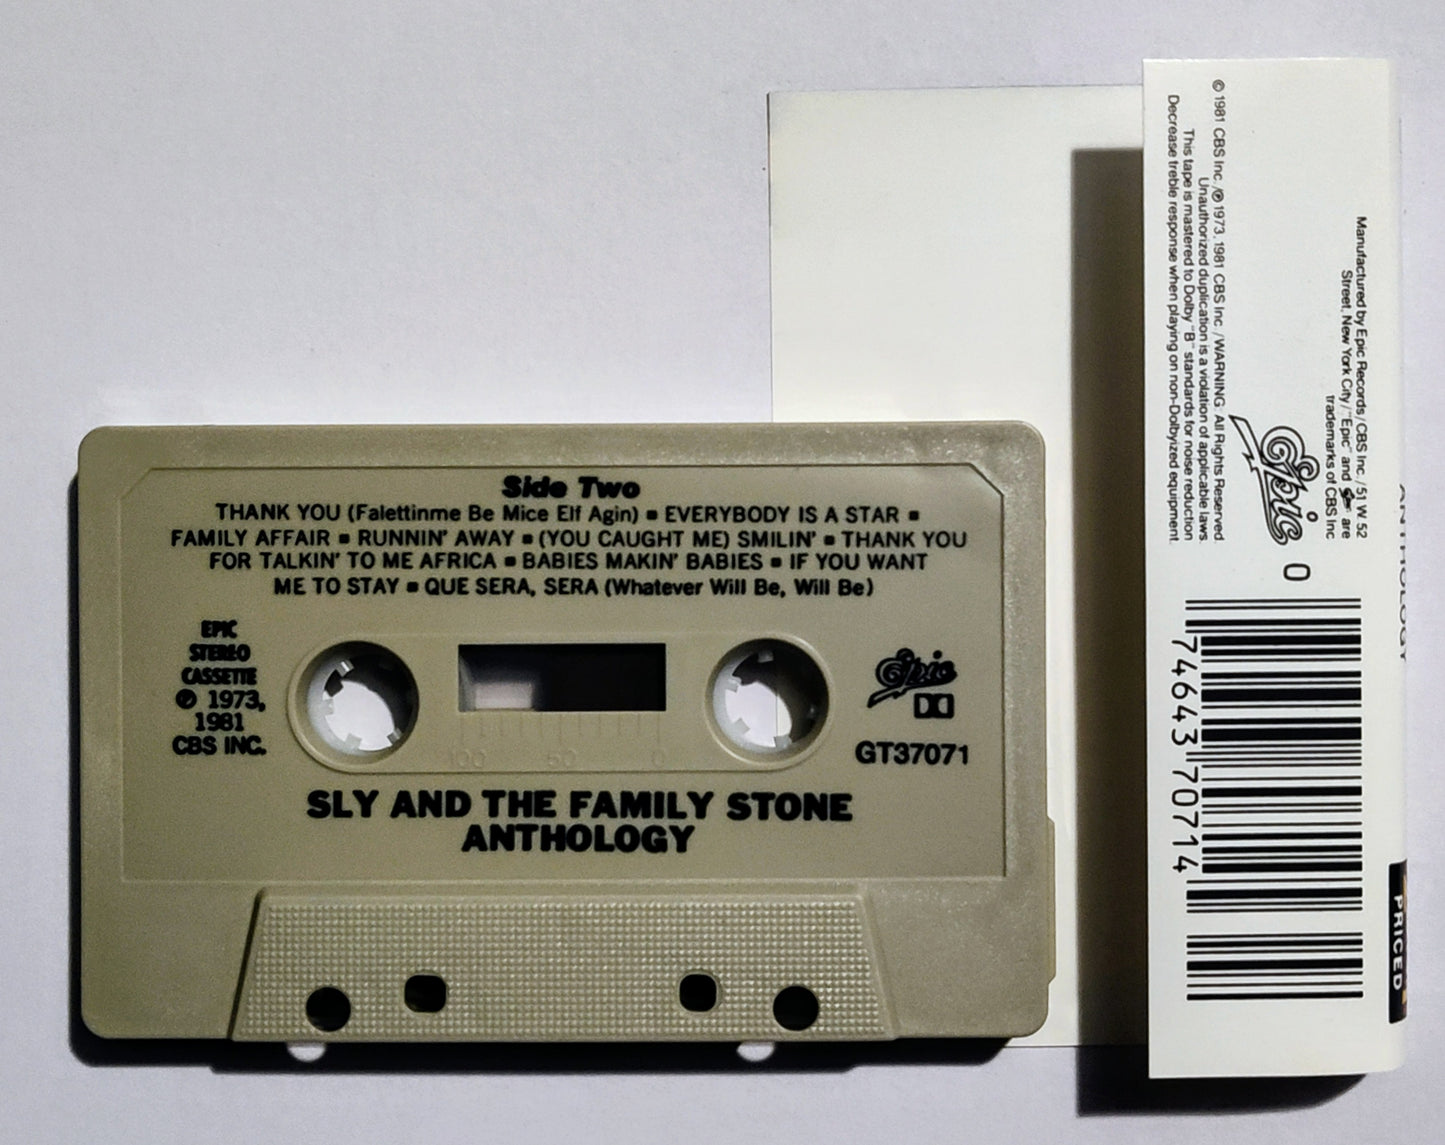 Side Two
THANK YOU (Falettinme Be Mice Elf Agin) ▪ EVERYBODY IS A STAR ▪
FAMILY AFFAIR ▪ RUNNIN' AWAY ▪ (YOU CAUGHT ME) SMILIN' ▪ THANK YOU
FOR TALKIN' TO ME AFRICA ▪ BABIES MAKIN' BABIES ▪ IF YOU WANT
ME TO STAY ▪ QUE SERA, SERA (Whatever Will Be, Will Be)
EPIC
STEREO
CASSETTE
℗ 1973,
1981
CBS INC.
100 50 0
Epic
GT37071
SLY AND THE FAMILY STONE
ANTHOLOGY
Manufactured by Epic Records/CBS Inc./51 W 52
Street, New York City/"Epic" and are
trademarks of CBS Inc
Epic
© 1981 CBS Inc./℗ 1973, 1981 CBS Inc./WARNING: All Rights Reserved.
Unauthorized duplication is a violation of applicable laws.
This tape is mastered to Dolby "B" standards for noise reduction
Decrease treble response when playing on non-Dolbyized equipment.
0
74643 70714
ANTHOLOGY
PRICED